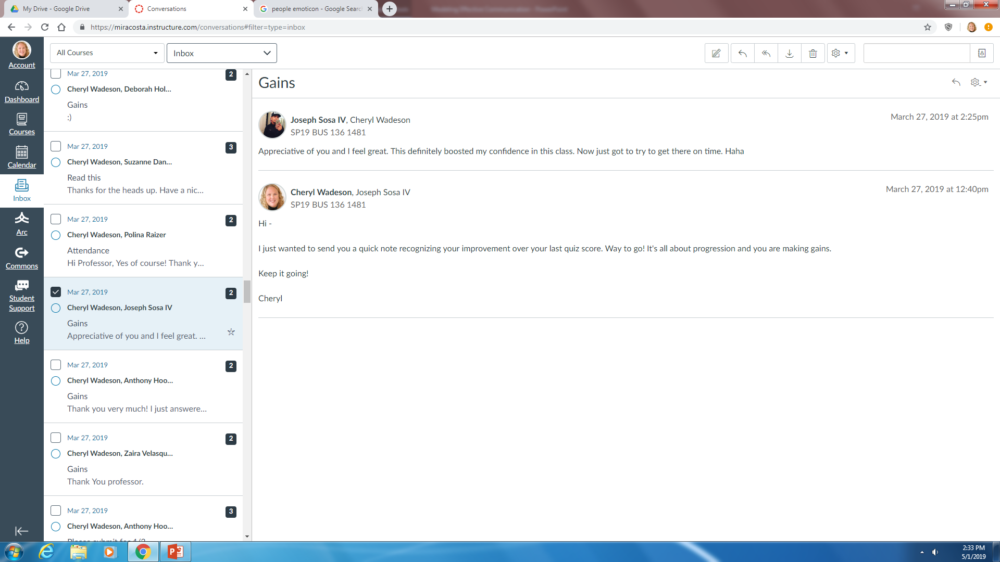 My Drive - Google Drive
Conversations
people emoticon - Google Searc
https://miracosta.instructure.com/conversations#filter=type=inbox
Account
Dashboard
Courses
Calendar
Inbox
Arc
Commons
Student
Support
Help
All Courses
Inbox
Mar 27, 2019
2
Cheryl Wadeson, Deborah Hol...
Gains
:)
Mar 27, 2019
3
Cheryl Wadeson, Suzanne Dan...
Read this
Thanks for the heads up. Have a nic...
Mar 27, 2019
2
Cheryl Wadeson, Polina Raizer
Attendance
Hi Professor, Yes of course! Thank y...
Mar 27, 2019
2
Cheryl Wadeson, Joseph Sosa IV
Gains
Appreciative of you and I feel great. ...
Mar 27, 2019
2
Cheryl Wadeson, Anthony Hoo...
Gains
Thank you very much! I just answere...
Mar 27, 2019
2
Cheryl Wadeson, Zaira Velasqu...
Gains
Thank You professor.
Mar 27, 2019
3
Cheryl Wadeson, Anthony Hoo...
Please submit for 4/2
Gains
Joseph Sosa IV, Cheryl Wadeson
March 27, 2019 at 2:25pm
SP19 BUS 136 1481
Appreciative of you and I feel great. This definitely boosted my confidence in this class. Now just got to try to get there on time. Haha
Cheryl Wadeson, Joseph Sosa IV
March 27, 2019 at 12:40pm
SP19 BUS 136 1481
Hi -
I just wanted to send you a quick note recognizing your improvement over your last quiz score. Way to go! It's all about progression and you are making gains.
Keep it going!
Cheryl
2:33 PM
5/1/2019